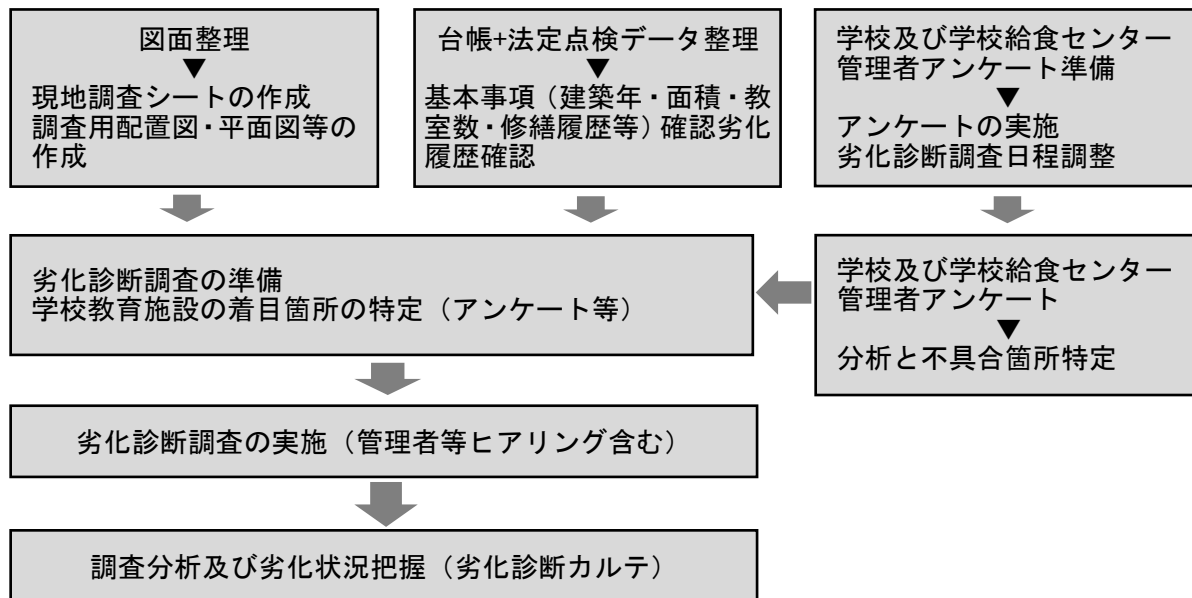 図面整理
▼
現地調査シートの作成
調査用配置図・平面図等の
作成
台帳+法定点検データ整理
▼
基本事項（建築年・面積・教
室数・修繕履歴等）確認劣化
履歴確認
学校及び学校給食センター
管理者アンケート準備
▼
アンケートの実施
劣化診断調査日程調整
劣化診断調査の準備
学校教育施設の着目箇所の特定（アンケート等）
学校及び学校給食センター
管理者アンケート
▼
分析と不具合箇所特定
劣化診断調査の実施（管理者等ヒアリング含む）
調査分析及び劣化状況把握（劣化診断カルテ）